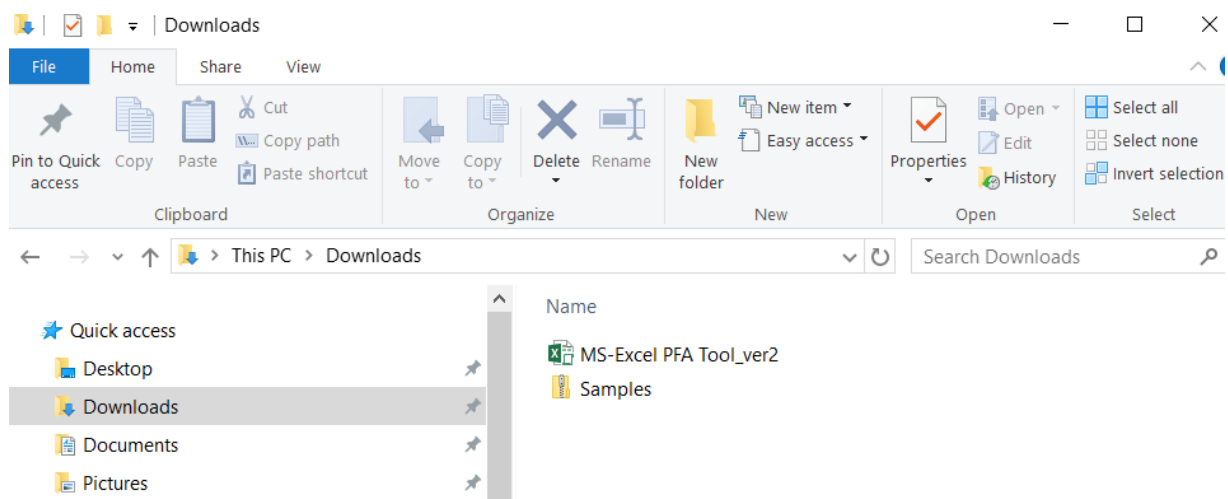 Downloads
File Home Share View
Pin to Quick access
Copy
Paste
Cut
Copy path
Paste shortcut
Clipboard
Move to
Copy to
Delete
Rename
Organize
New folder
New item
Easy access
New
Properties
Open
Edit
History
Open
Select all
Select none
Invert selection
Select
This PC > Downloads
Search Downloads
Quick access
Desktop
Downloads
Documents
Pictures
Name
MS-Excel PFA Tool_ver2
Samples